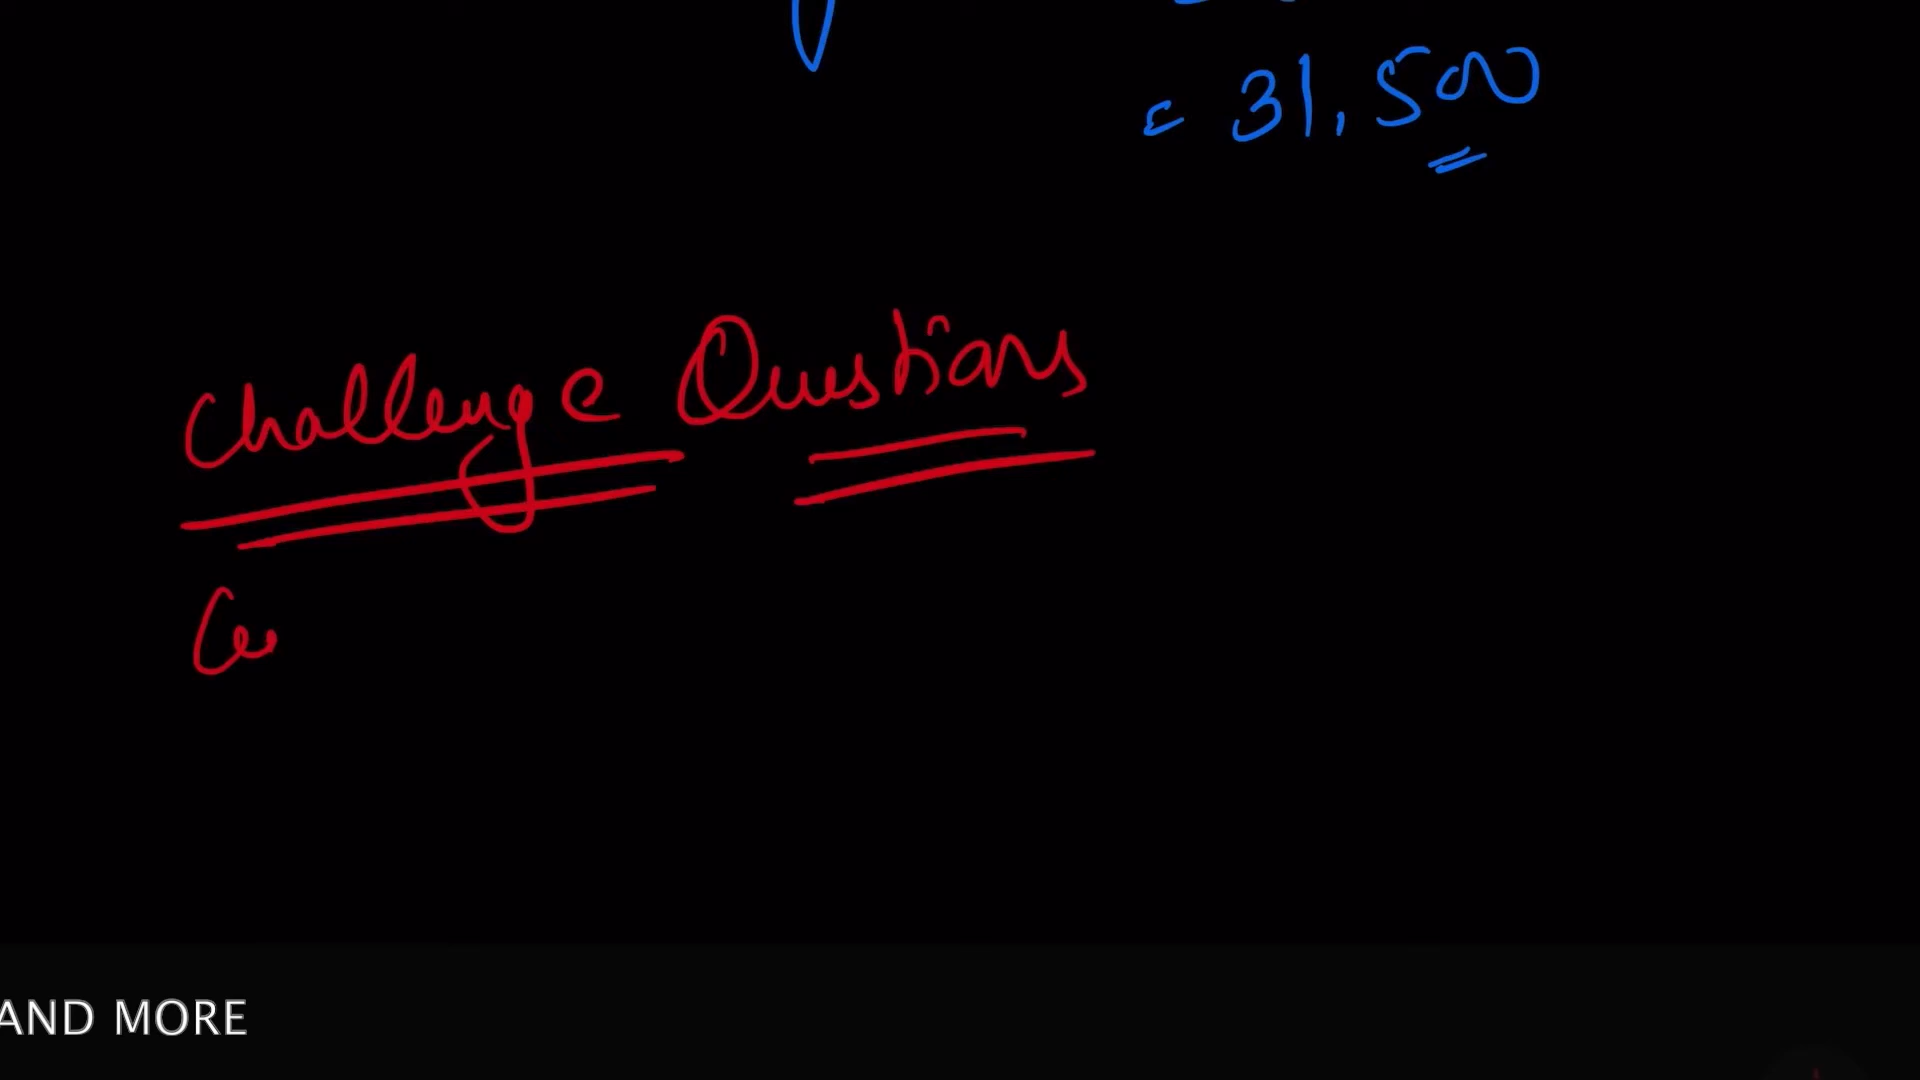 = 31,500
Challenge Questions
AND MORE